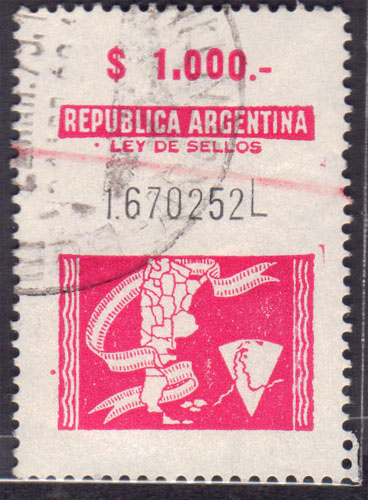 $ 1.000.-
REPUBLICA ARGENTINA
• LEY DE SELLOS
1.670252L